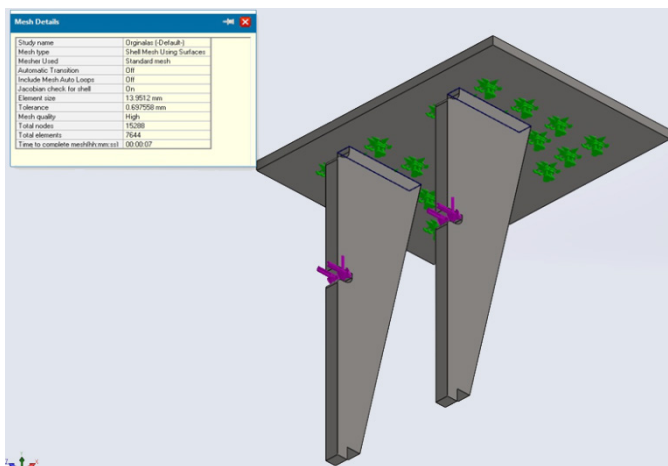 Mesh Details
Study name Orginalas (-Default-)
Mesh type Shell Mesh Using Surfaces
Mesher Used Standard mesh
Automatic Transition Off
Include Mesh Auto Loops Off
Jacobian check for shell On
Element size 13.9512 mm
Tolerance 0.697558 mm
Mesh quality High
Total nodes 15288
Total elements 7644
Time to complete mesh(hh:mm:ss) 00:00:07